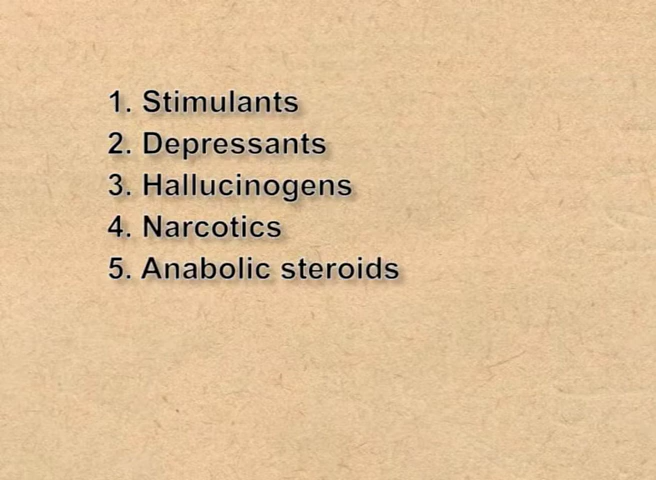 1. Stimulants
2. Depressants
3. Hallucinogens
4. Narcotics
5. Anabolic steroids